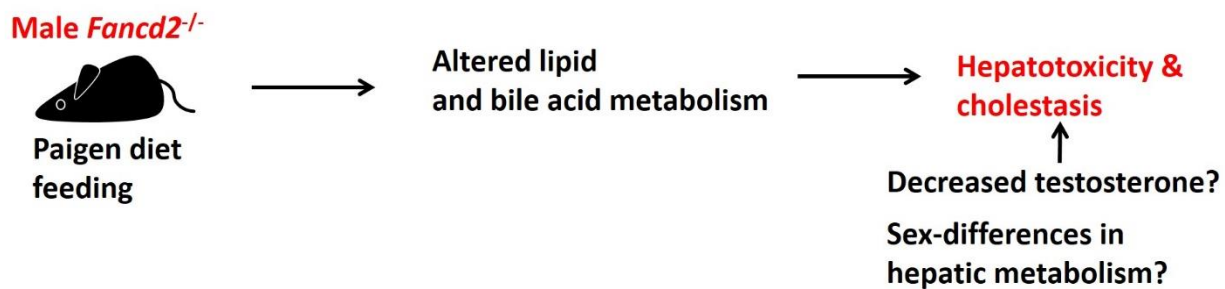 Male Fancd2-/-
Paigen diet
feeding
Altered lipid
and bile acid metabolism
Hepatotoxicity &
cholestasis
Decreased testosterone?
Sex-differences in
hepatic metabolism?